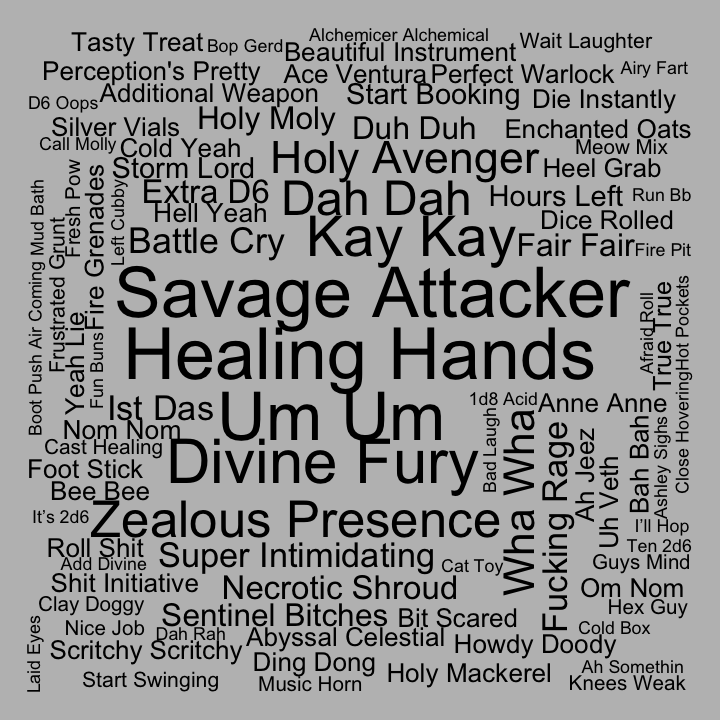 Tasty Treat
Bop Gerd
Alchemicer Alchemical
Beautiful Instrument
Wait Laughter
Perception's Pretty
Ace Ventura
Perfect Warlock
Airy Fart
D6 Oops
Additional Weapon
Start Booking
Die Instantly
Silver Vials
Holy Moly
Duh Duh
Enchanted Oats
Call Molly
Cold Yeah
Meow Mix
Storm Lord
Holy Avenger
Heel Grab
Extra D6
Dah Dah
Hours Left
Run Bb
Hell Yeah
Dice Rolled
Battle Cry
Kay Kay
Fair Fair
Fire Pit
Mud Bath
Fresh Pow
Fire Grenades
Left Cubby
Air Coming
Frustrated Grunt
Boot Push
Yeah Lie
Fun Buns
Savage Attacker
Healing Hands
Afraid Roll
True True
Hot Pockets
Ist Das
Um Um
1d8 Acid
Anne Anne
Close Hovering
Nom Nom
Cast Healing
Divine Fury
Bad Laugh
Wha Wha
Fucking Rage
Ah Jeez
Uh Veth
Bah Bah
Ashley Sighs
Foot Stick
Bee Bee
It's 2d6
Zealous Presence
I'll Hop
Roll Shit
Ten 2d6
Add Divine
Super Intimidating
Cat Toy
Guys Mind
Shit Initiative
Necrotic Shroud
Om Nom
Clay Doggy
Sentinel Bitches
Bit Scared
Hex Guy
Nice Job
Dah Rah
Abyssal Celestial
Howdy Doody
Cold Box
Laid Eyes
Scritchy Scritchy
Ding Dong
Holy Mackerel
Ah Somethin
Start Swinging
Music Horn
Knees Weak